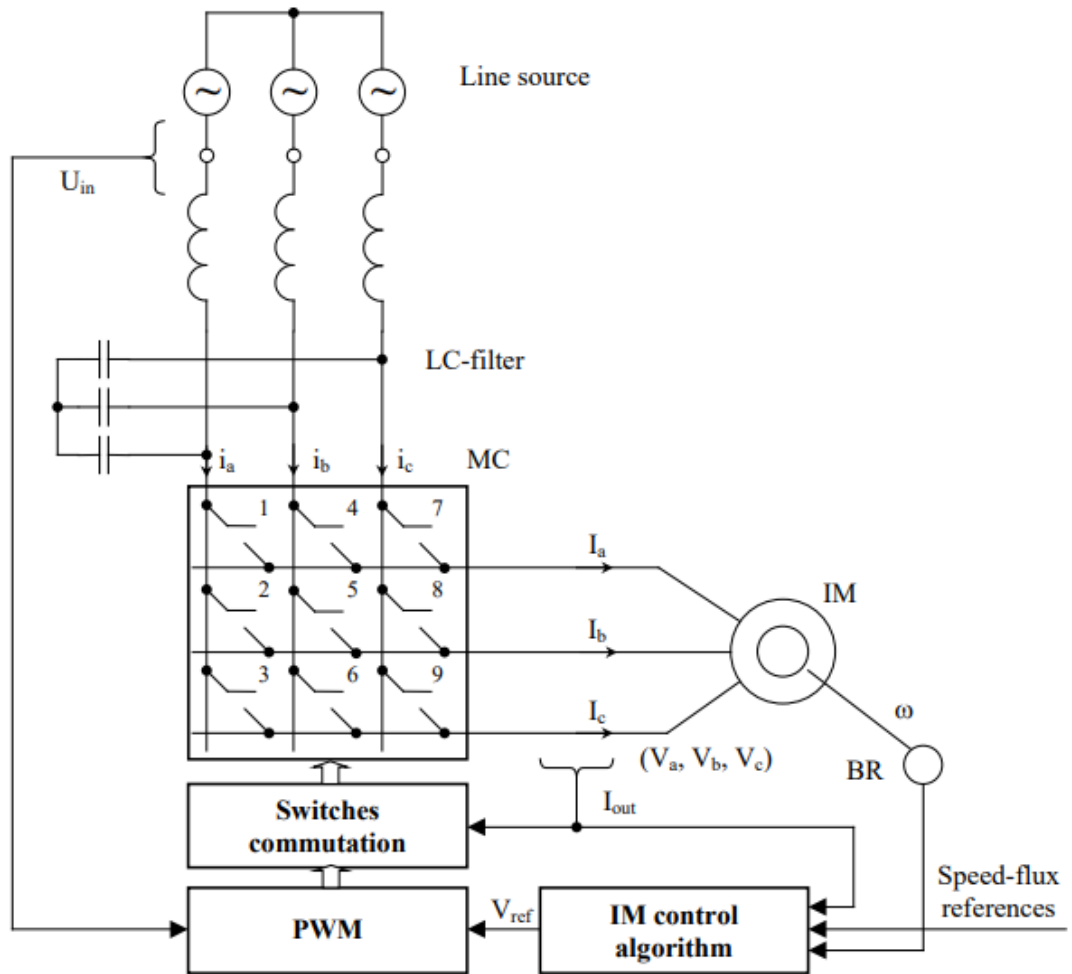 ~ ~ ~
Line source
U_in
LC-filter
i_a i_b i_c MC
1 4 7
I_a
2 5 8
IM
I_b
3 6 9
I_c
ω
(V_a, V_b, V_c)
BR
I_out
Switches
commutation
Speed-flux
references
V_ref
PWM
IM control
algorithm